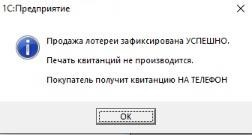 1С:Предприятие
Продажа лотереи зафиксирована УСПЕШНО.
Печать квитанций не производится.
Покупатель получит квитанцию НА ТЕЛЕФОН
OK